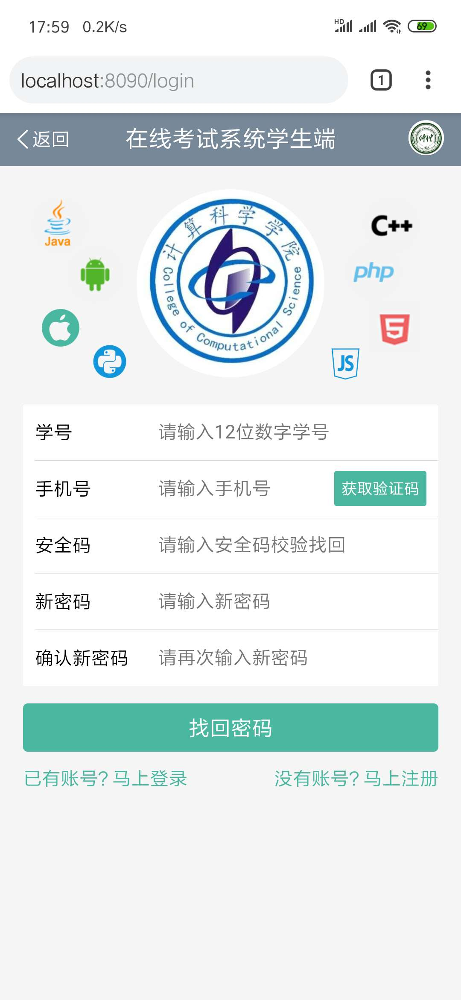 17:59 0.2K/s HD 69
localhost:8090/login 1
返回 在线考试系统学生端
Java
C++
php
5
JS
计算科学学院
College of Computational Science
学号 请输入12位数字学号
手机号 请输入手机号 获取验证码
安全码 请输入安全码校验找回
新密码 请输入新密码
确认新密码 请再次输入新密码
找回密码
已有账号? 马上登录 没有账号? 马上注册